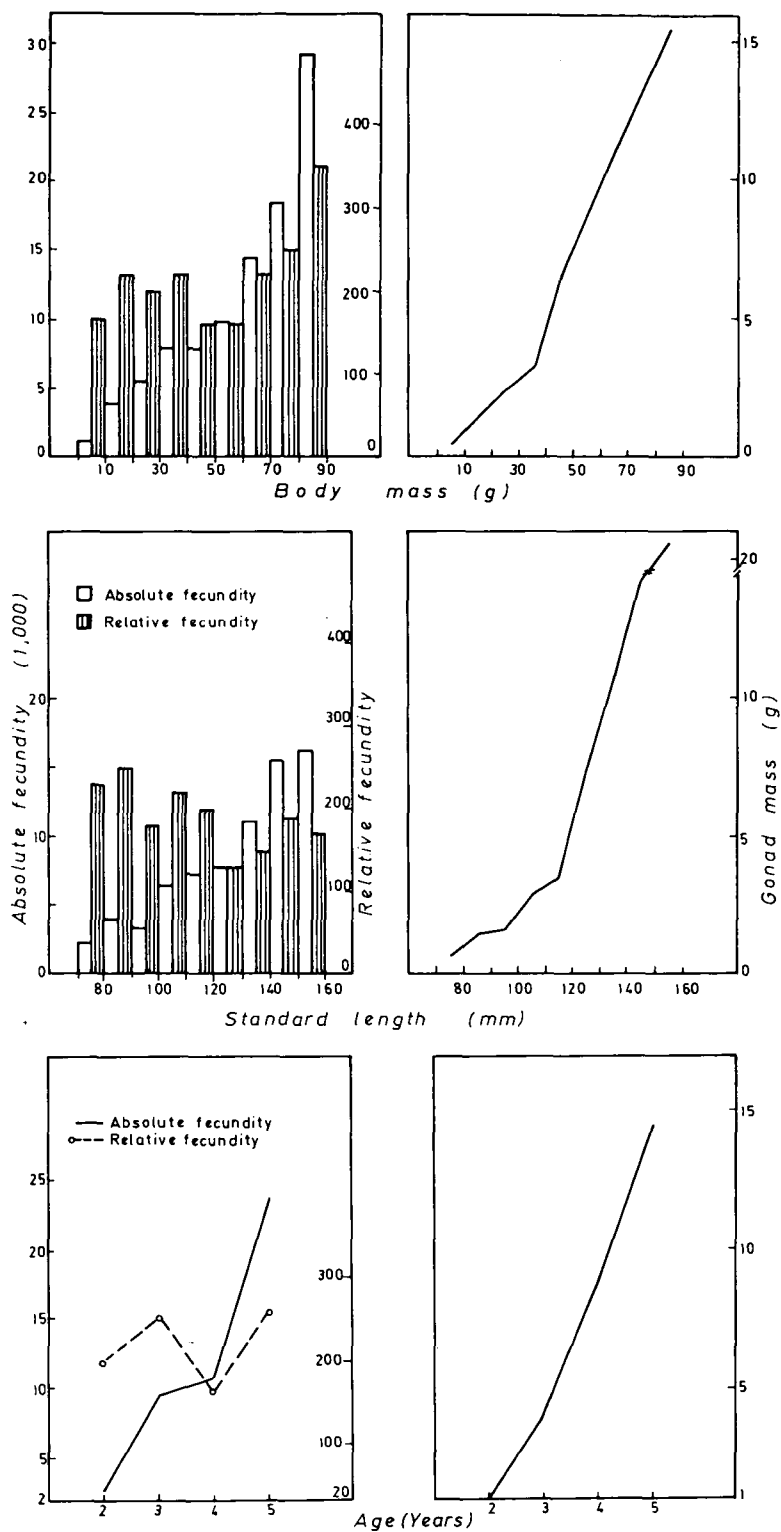 30
25
20
15
10
5
0
400
300
200
100
0
10 30 50 70 90
15
10
5
0
10 30 50 70 90
Body mass (g)
Absolute fecundity (1,000)
20
10
0
Absolute fecundity
Relative fecundity
400
300
200
100
0
Relative fecundity
80 100 120 140 160
20
10
5
0
Gonad mass (g)
80 100 120 140 160
Standard length (mm)
Absolute fecundity
Relative fecundity
25
20
15
10
5
2
300
200
100
20
2 3 4 5
15
10
5
1
2 3 4 5
Age (Years)